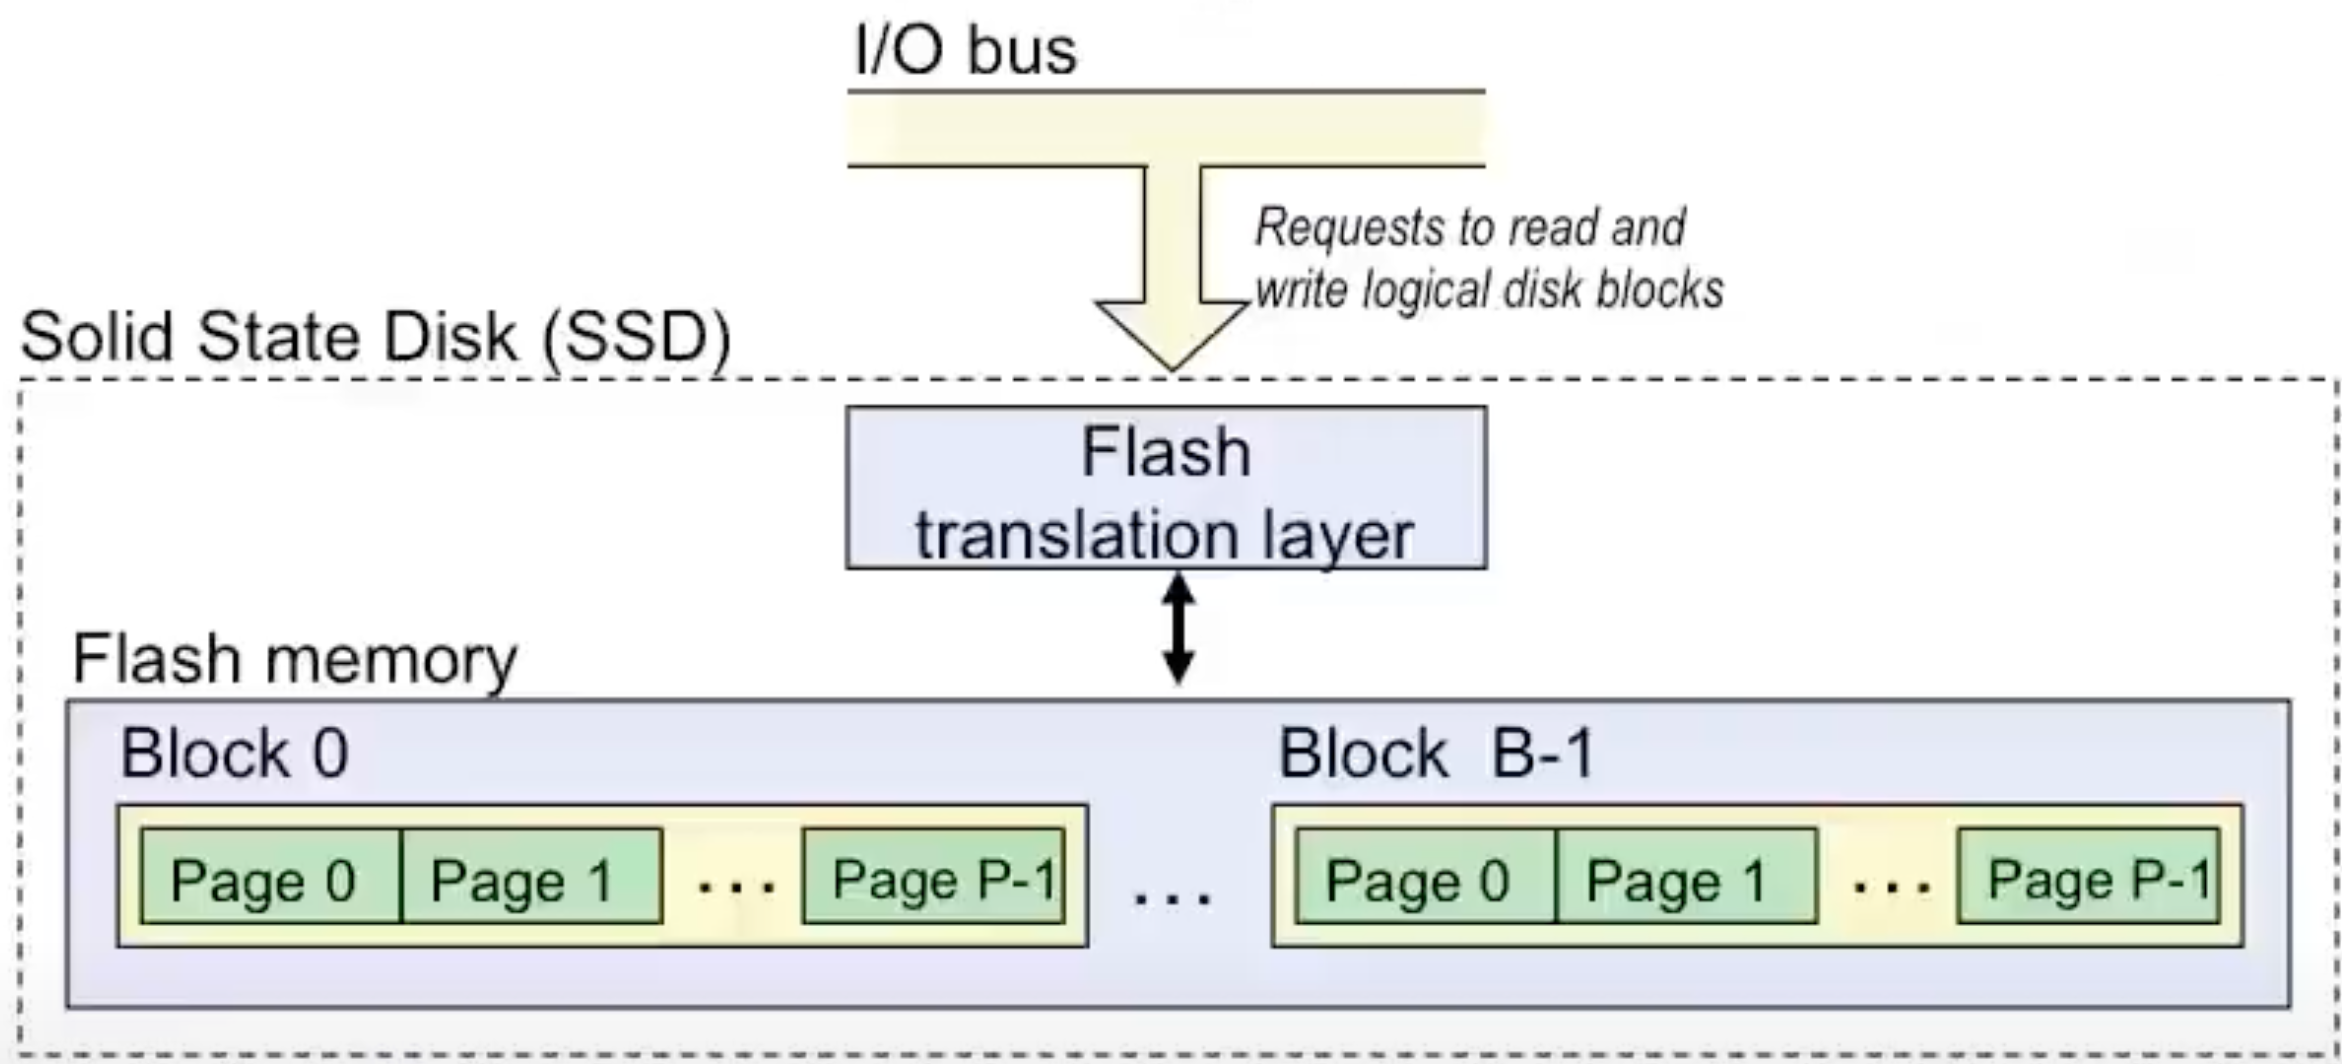 I/O bus
Requests to read and
write logical disk blocks
Solid State Disk (SSD)
Flash
translation layer
Flash memory
Block 0
Block B-1
Page 0 Page 1 ... Page P-1 ... Page 0 Page 1 ... Page P-1